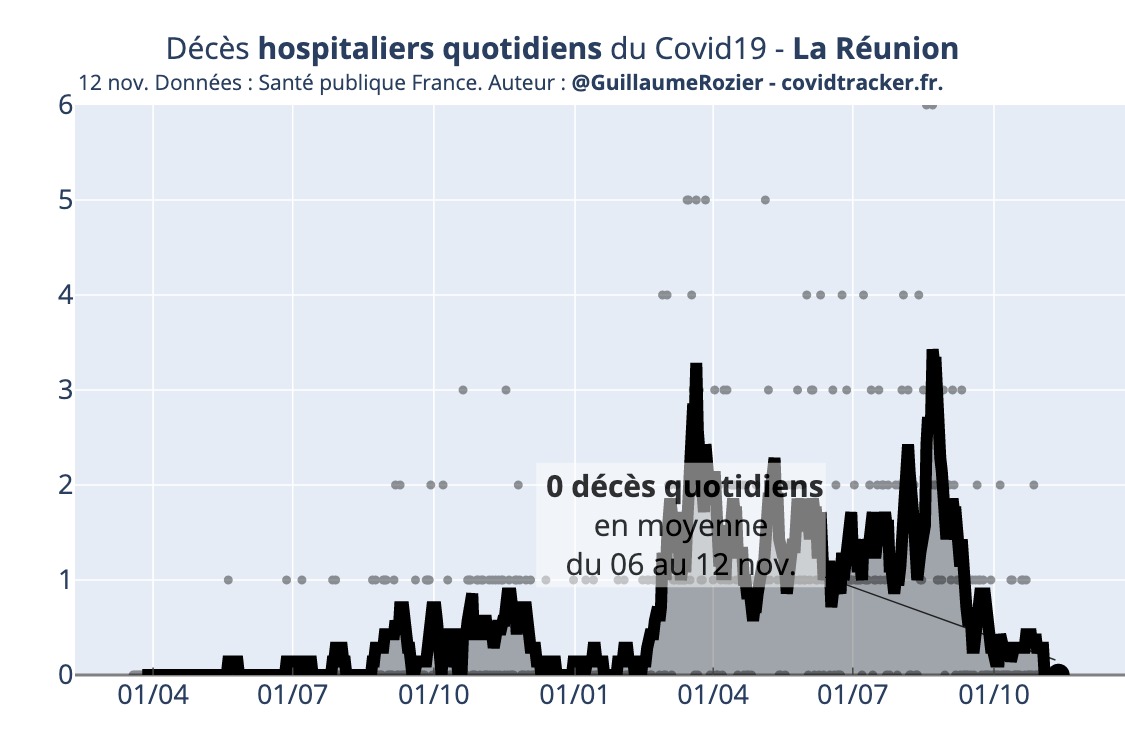 Décès hospitaliers quotidiens du Covid19 - La Réunion
12 nov. Données : Santé publique France. Auteur : @GuillaumeRozier - covidtracker.fr.
6
5
4
3
2
1
0
0 décès quotidiens
en moyenne
du 06 au 12 nov.
01/04 01/07 01/10 01/01 01/04 01/07 01/10